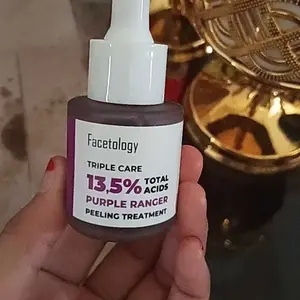 Facetology
TRIPLE CARE
13,5% TOTAL ACIDS
PURPLE RANGER
PEELING TREATMENT